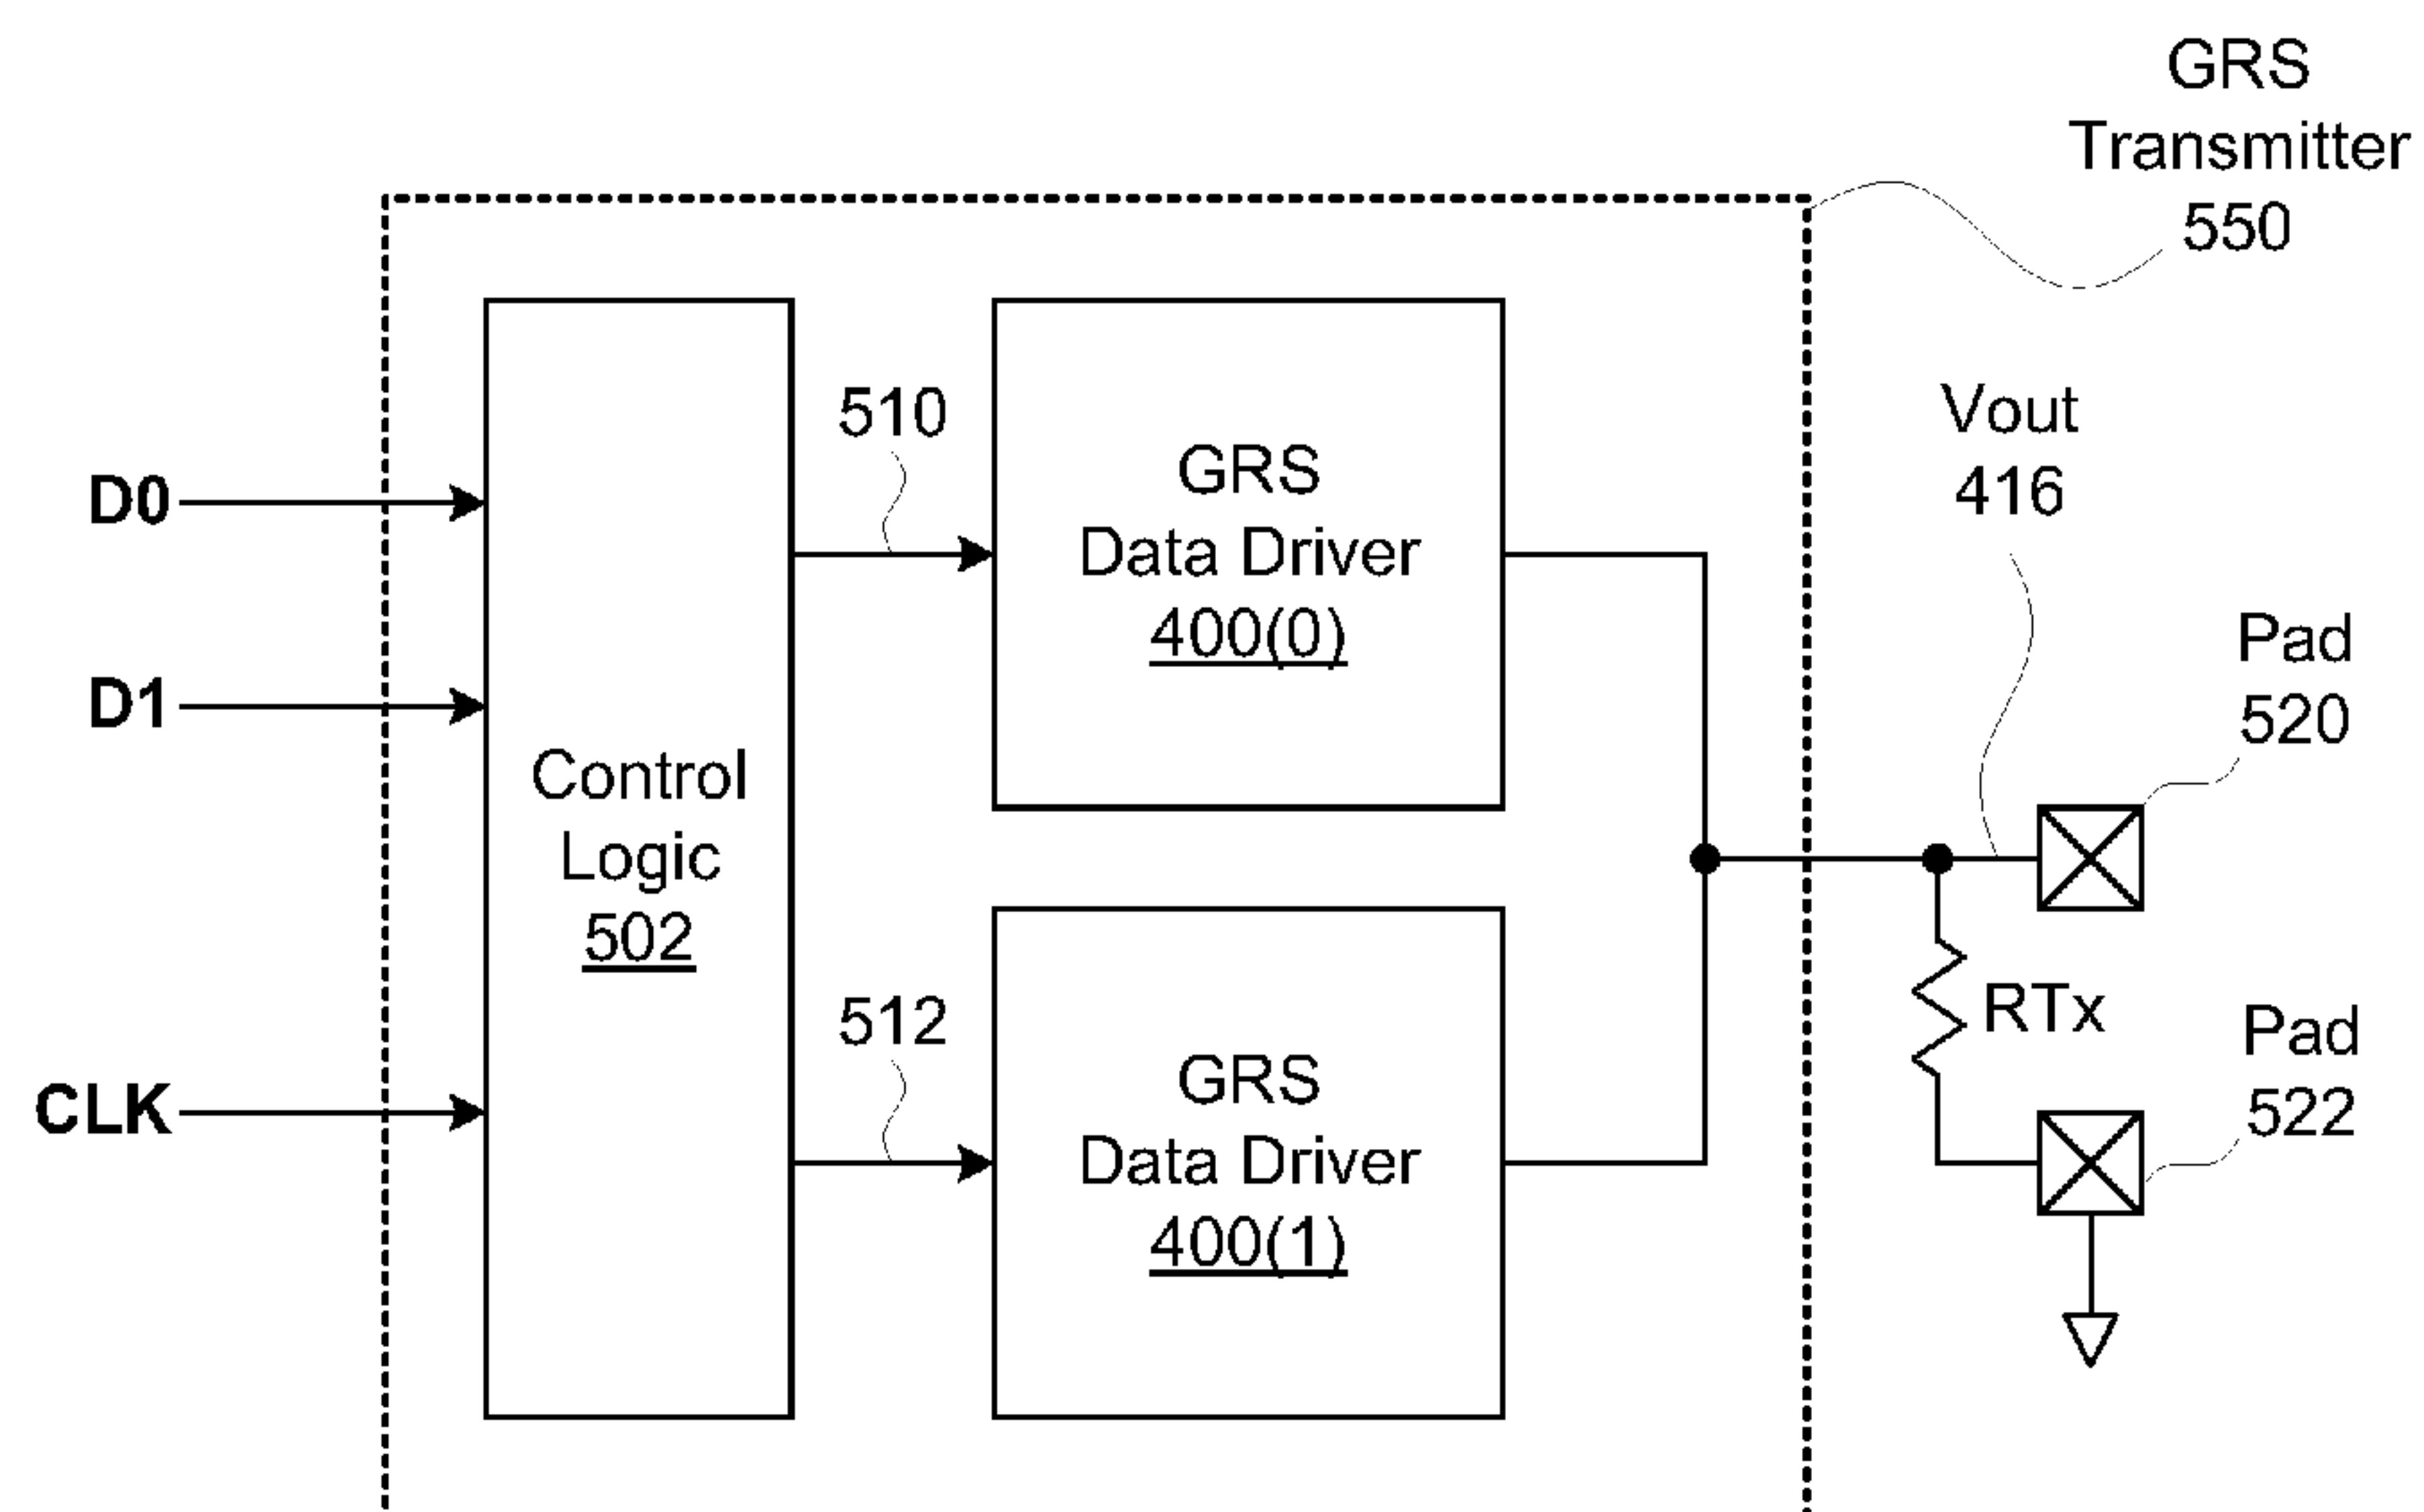 GRS
Transmitter
550
D0
D1
CLK
Control
Logic
502
510
512
GRS
Data Driver
400(0)
GRS
Data Driver
400(1)
Vout
416
Pad
520
RTx
Pad
522